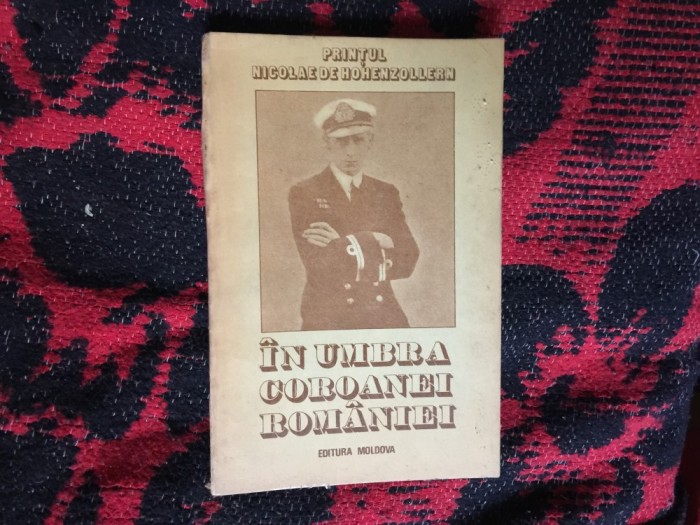 PRINȚUL
NICOLAE DE HOHENZOLLERN
ÎN UMBRA
COROANEI
ROMÂNIEI
EDITURA MOLDOVA